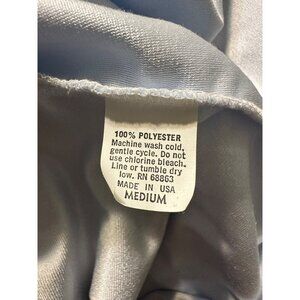 100% POLYESTER
Machine wash cold,
gentle cycle. Do not
use chlorine bleach.
Line or tumble dry
low. RN 68863
MADE IN USA
MEDIUM